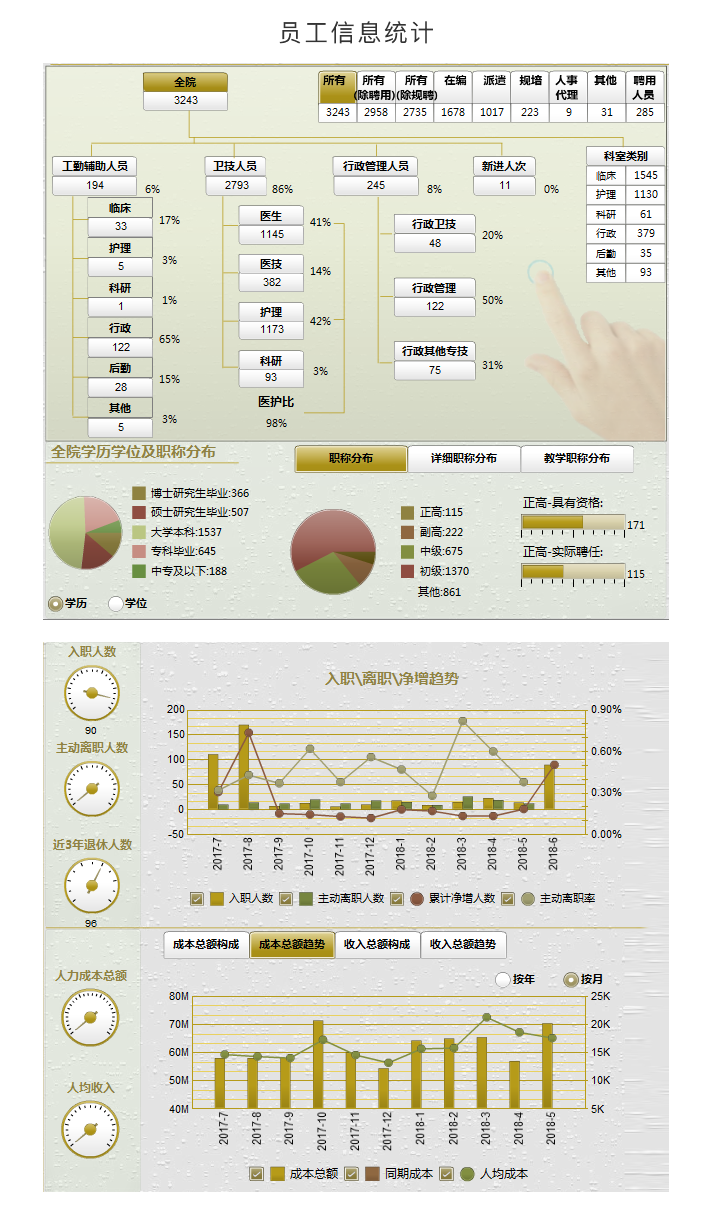 员工信息统计
全院
3243
所有 所有(除聘用) 所有(除规聘) 在编 派遣 规培 人事代理 其他 聘用人员
3243 2958 2735 1678 1017 223 9 31 285
工勤辅助人员 卫技人员 行政管理人员 新进人次
194 6% 2793 86% 245 8% 11 0%
科室类别
临床 1545
护理 1130
科研 61
行政 379
后勤 35
其他 93
临床
33 17%
护理
5 3%
科研
1 1%
行政
122 65%
后勤
28 15%
其他
5 3%
医生
1145 41%
医技
382 14%
护理
1173 42%
科研
93 3%
医护比
98%
行政卫技
48 20%
行政管理
122 50%
行政其他专技
75 31%
全院学历学位及职称分布
职称分布 详细职称分布 教学职称分布
博士研究生毕业:366
硕士研究生毕业:507
大学本科:1537
专科毕业:645
中专及以下:188
学历 学位
正高:115
副高:222
中级:675
初级:1370
其他:861
正高-具有资格:
171
正高-实际聘任:
115
入职人数
90
主动离职人数
近3年退休人数
96
入职\离职\净增趋势
200 0.90%
150
100 0.60%
50 0.30%
0
-50 0.00%
2017-7 2017-8 2017-9 2017-10 2017-11 2017-12 2018-1 2018-2 2018-3 2018-4 2018-5 2018-6
入职人数 主动离职人数 累计净增人数 主动离职率
成本总额构成 成本总额趋势 收入总额构成 收入总额趋势
人力成本总额
人均收入
按年 按月
80M 25K
70M 20K
60M 15K
50M 10K
40M 5K
2017-7 2017-8 2017-9 2017-10 2017-11 2017-12 2018-1 2018-2 2018-3 2018-4 2018-5
成本总额 同期成本 人均成本